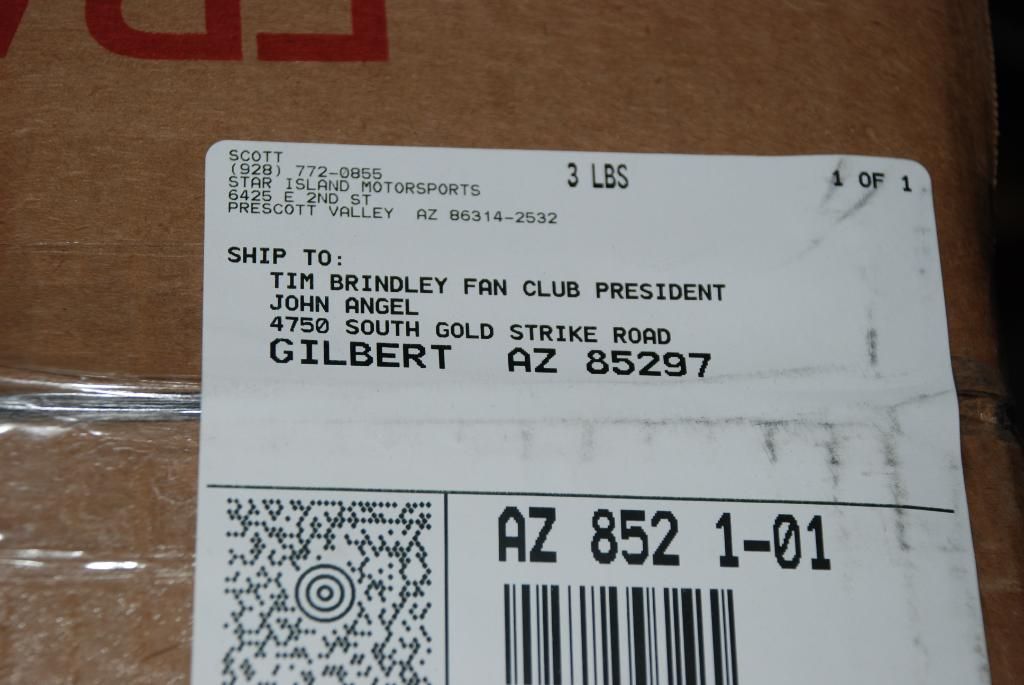 SCOTT
(928) 772-0855
STAR ISLAND MOTORSPORTS
6425 E 2ND ST
PRESCOTT VALLEY AZ 86314-2532
3 LBS
1 OF 1
SHIP TO:
TIM BRINDLEY FAN CLUB PRESIDENT
JOHN ANGEL
4750 SOUTH GOLD STRIKE ROAD
GILBERT AZ 85297
AZ 852 1-01